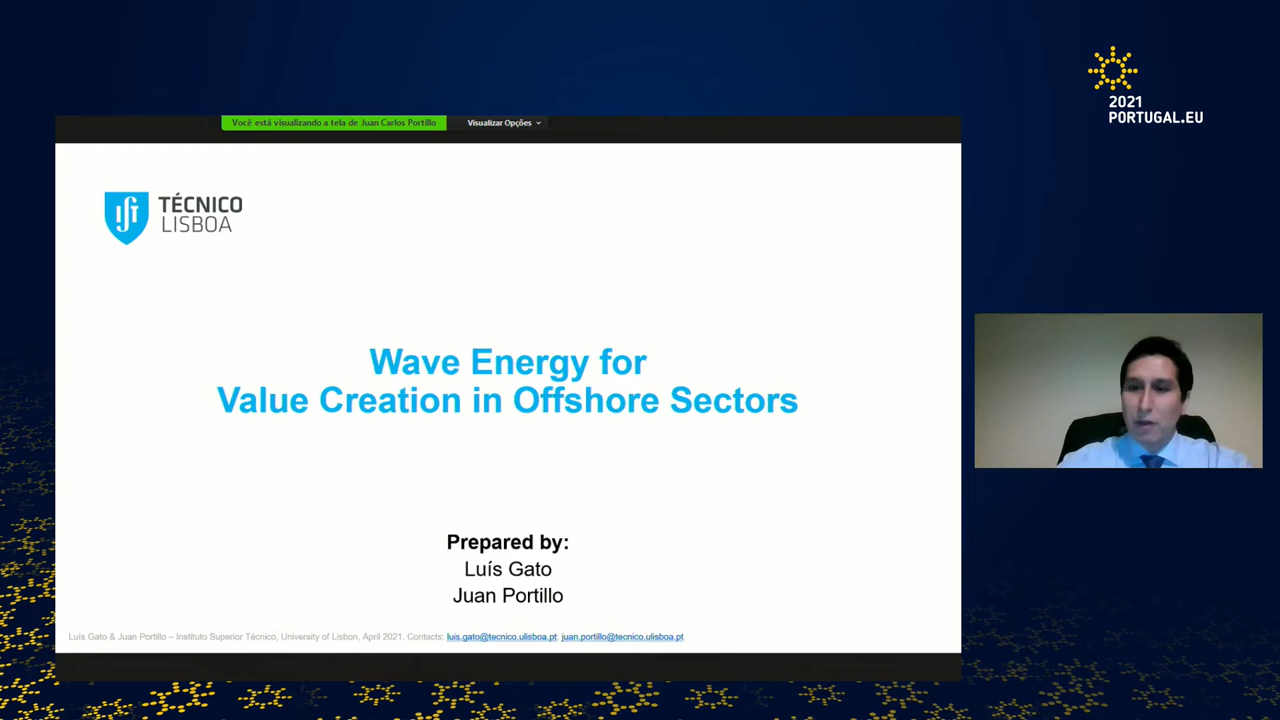 2021
PORTUGAL.EU
Você está visualizando a tela de Juan Carlos Portillo
Visualizar Opções
TÉCNICO
LISBOA
Wave Energy for
Value Creation in Offshore Sectors
Prepared by:
Luís Gato
Juan Portillo
Luís Gato & Juan Portillo – Instituto Superior Técnico, University of Lisbon, April 2021. Contacts: luis.gato@tecnico.ulisboa.pt; juan.portillo@tecnico.ulisboa.pt.